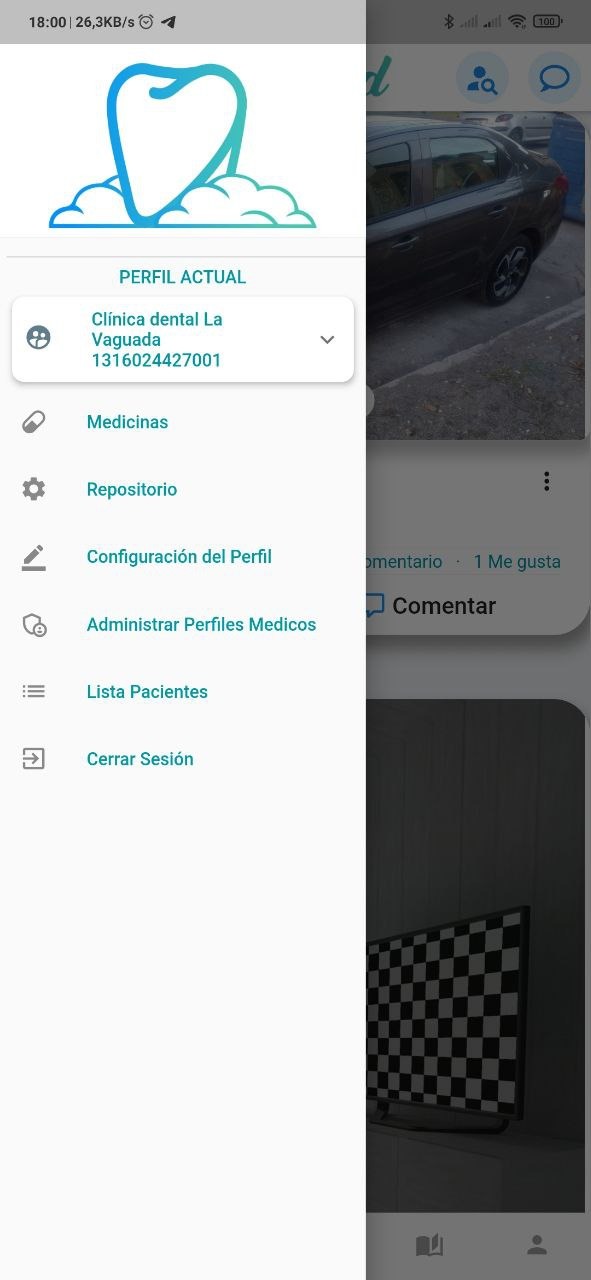 18:00 | 26,3KB/s
100
d
PERFIL ACTUAL
Clínica dental La
Vaguada
1316024427001
Medicinas
Repositorio
Configuración del Perfil
Administrar Perfiles Medicos
Lista Pacientes
Cerrar Sesión
omentario · 1 Me gusta
Comentar